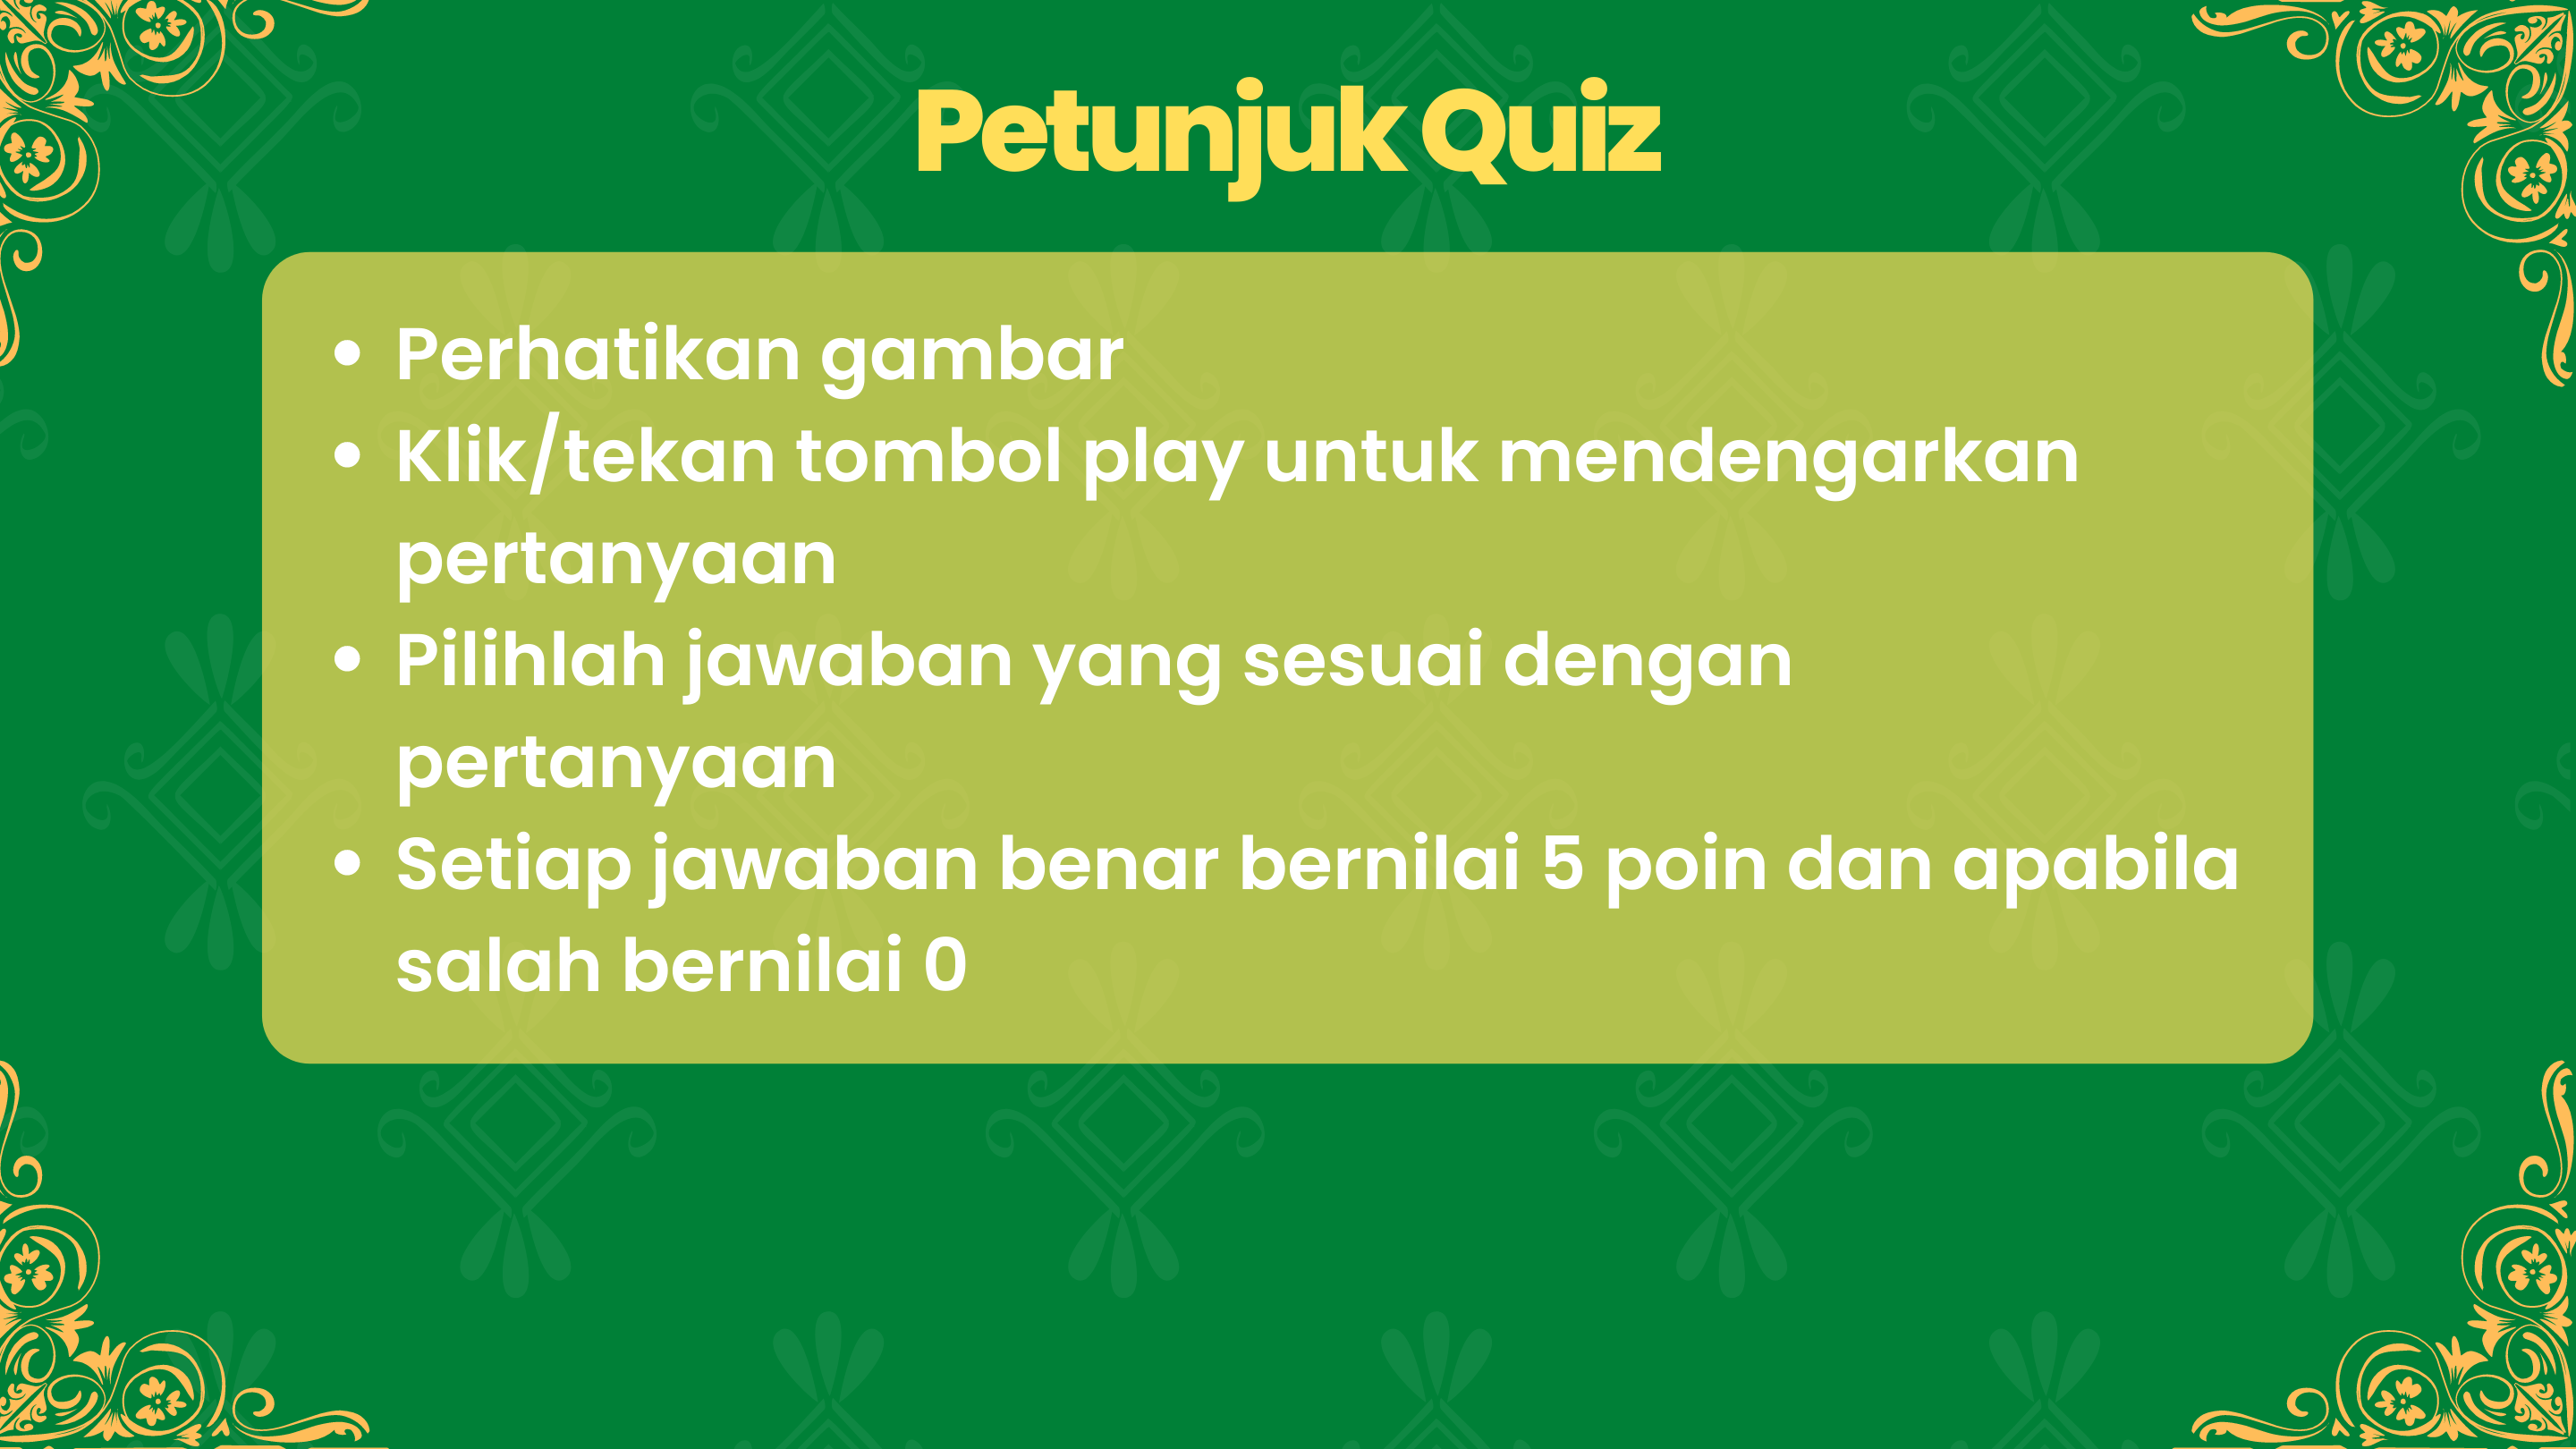 Petunjuk Quiz
• Perhatikan gambar
• Klik/tekan tombol play untuk mendengarkan
pertanyaan
• Pilihlah jawaban yang sesuai dengan
pertanyaan
• Setiap jawaban benar bernilai 5 poin dan apabila
salah bernilai 0